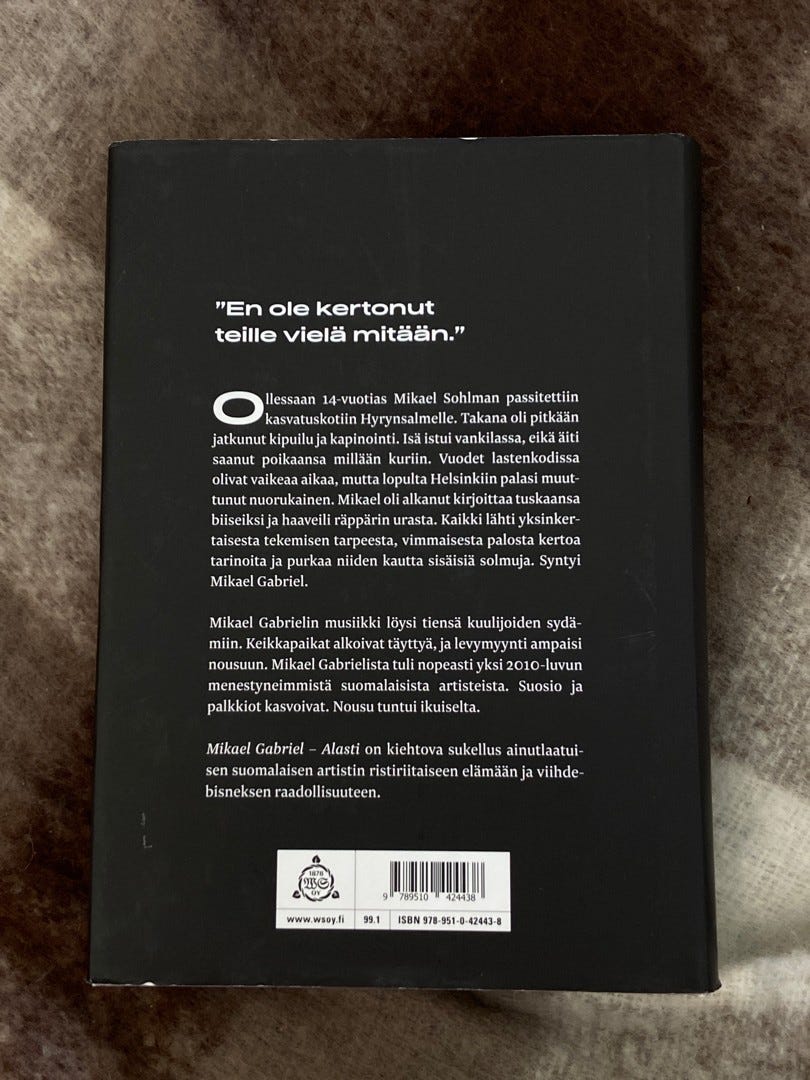 ”En ole kertonut
teille vielä mitään.”
Ollessaan 14-vuotias Mikael Sohlman passitettiin
kasvatuskotiin Hyrynsalmelle. Takana oli pitkään
jatkunut kipuilu ja kapinointi. Isä istui vankilassa, eikä äiti
saanut poikaansa millään kuriin. Vuodet lastenkodissa
olivat vaikeaa aikaa, mutta lopulta Helsinkiin palasi muut-
tunut nuorukainen. Mikael oli alkanut kirjoittaa tuskaansa
biiseiksi ja haaveili räppärin urasta. Kaikki lähti yksinker-
taisesta tekemisen tarpeesta, vimmaisesta palosta kertoa
tarinoita ja purkaa niiden kautta sisäisiä solmuja. Syntyi
Mikael Gabriel.
Mikael Gabrielin musiikki löysi tiensä kuulijoiden sydä-
miin. Keikkapaikat alkoivat täyttyä, ja levymyynti ampaisi
nousuun. Mikael Gabrielista tuli nopeasti yksi 2010-luvun
menestyneimmistä suomalaisista artisteista. Suosio ja
palkkiot kasvoivat. Nousu tuntui ikuiselta.
Mikael Gabriel – Alasti on kiehtova sukellus ainutlaatui-
sen suomalaisen artistin ristiriitaiseen elämään ja viihde-
bisneksen raadollisuuteen.
1878
WS
OY
9 789510 424438
www.wsoy.fi 99.1 ISBN 978-951-0-42443-8